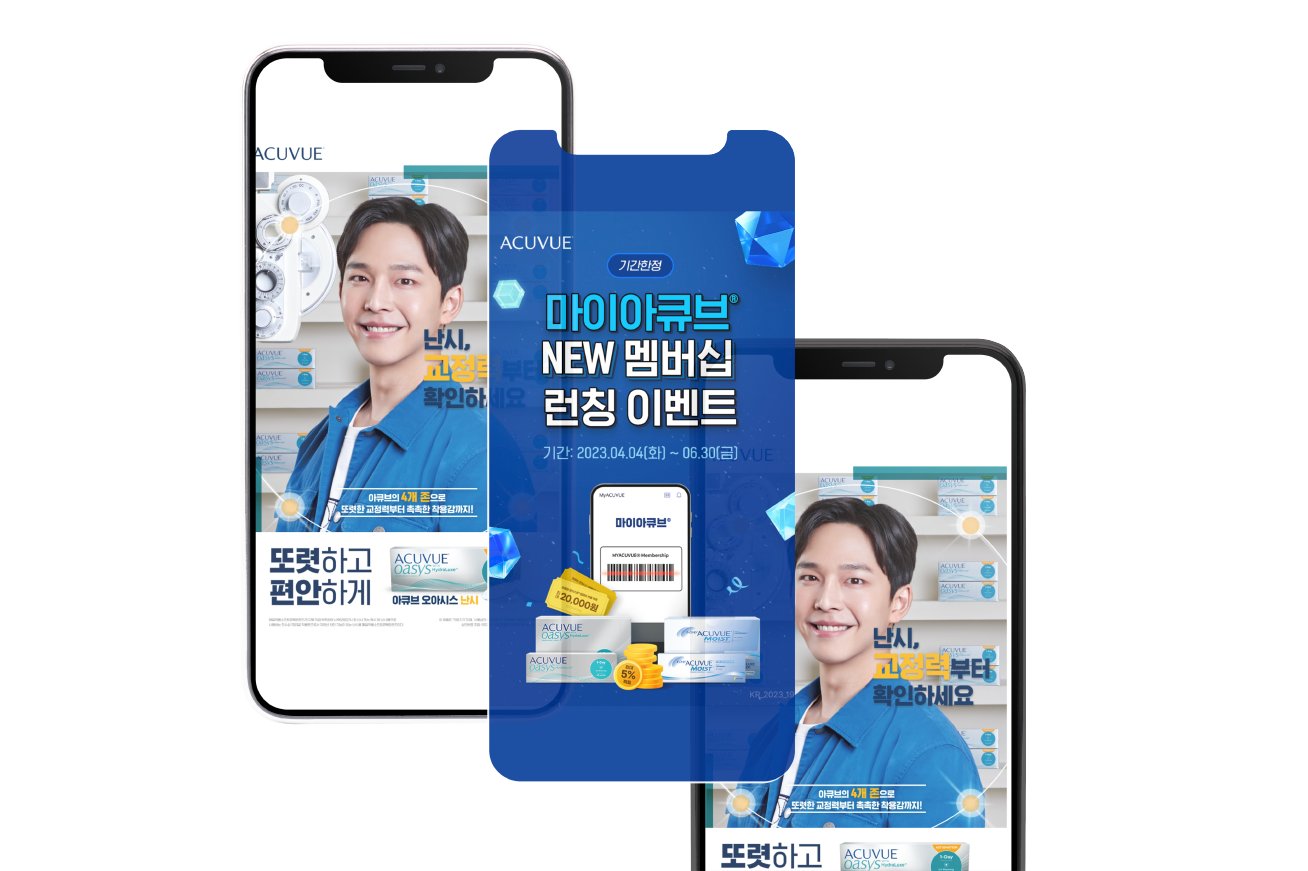 ACUVUE
난시,
교정력부터
확인하세요
아큐브의 4개 존으로
또렷한 교정력부터 촉촉한 착용감까지!
또렷하고
편안하게
ACUVUE
oasys
HydraLuxe
아큐브 오아시스 난시
ACUVUE
기간한정
마이아큐브®
NEW 멤버십
런칭 이벤트
기간: 2023.04.04(화) ~ 06.30(금)
MyACUVUE
마이아큐브®
MYACUVUE® Membership
20,000원
ACUVUE
oasys
ACUVUE
MOIST
ACUVUE
oasys
ACUVUE
MOIST
5%
KR_2023_19
VUE
난시,
교정력부터
확인하세요
아큐브의 4개 존으로
또렷한 교정력부터 촉촉한 착용감까지!
또렷하고
ACUVUE
oasys
HydraLuxe
1-Day